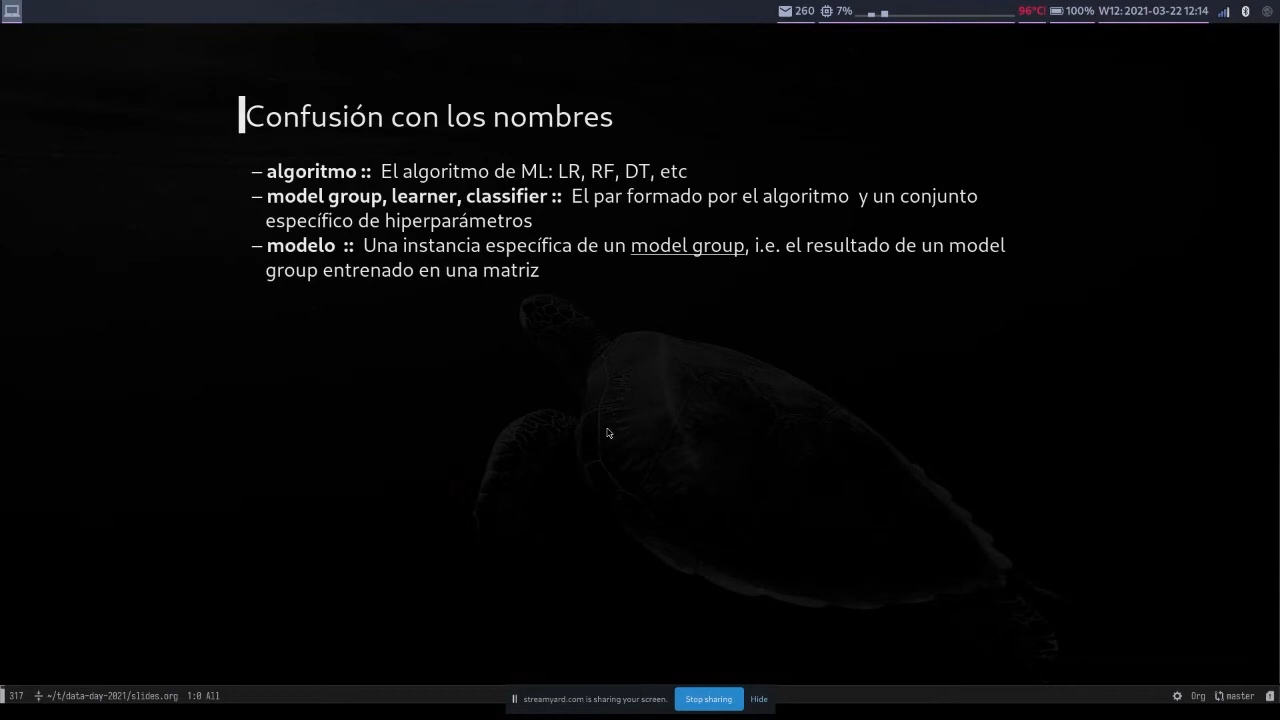 260 7% 96°C! 100% W12: 2021-03-22 12:14
Confusión con los nombres
– algoritmo :: El algoritmo de ML: LR, RF, DT, etc
– model group, learner, classifier :: El par formado por el algoritmo y un conjunto
específico de hiperparámetros
– modelo :: Una instancia específica de un model group, i.e. el resultado de un model
group entrenado en una matriz
317 ~/t/data-day-2021/slides.org 1:0 All
streamyard.com is sharing your screen. Stop sharing Hide
Org master